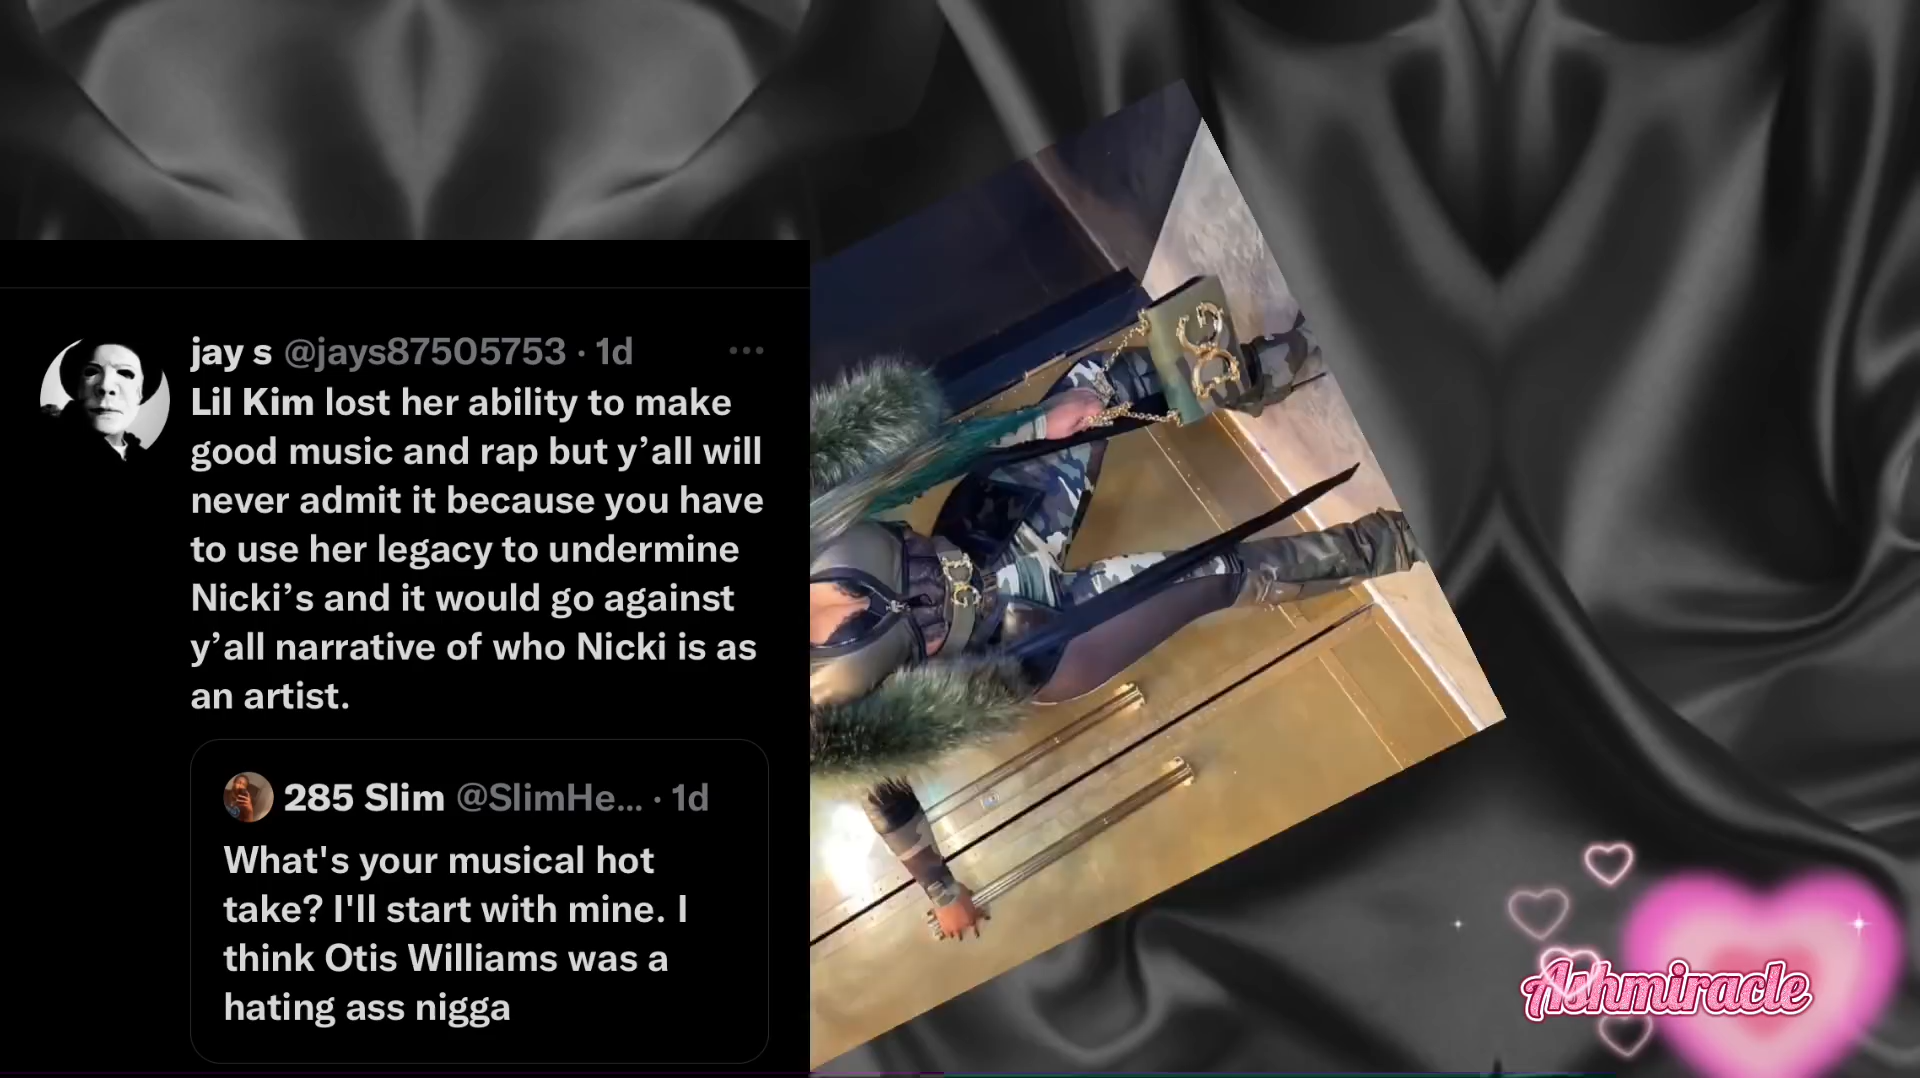 jay s @jays87505753 · 1d
Lil Kim lost her ability to make
good music and rap but y’all will
never admit it because you have
to use her legacy to undermine
Nicki’s and it would go against
y’all narrative of who Nicki is as
an artist.
285 Slim @SlimHe... · 1d
What's your musical hot
take? I'll start with mine. I
think Otis Williams was a
hating ass nigga
Ashmiracle